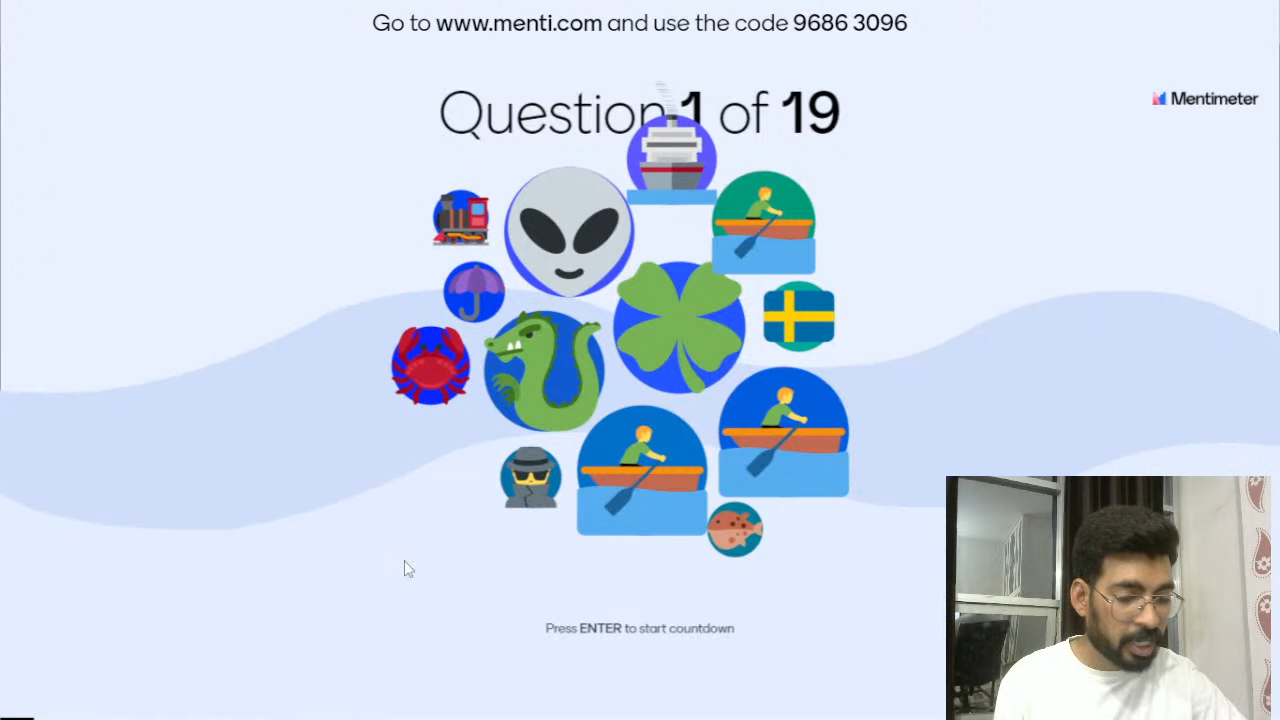 Go to www.menti.com and use the code 9686 3096
Question 1 of 19
Mentimeter
Press ENTER to start countdown